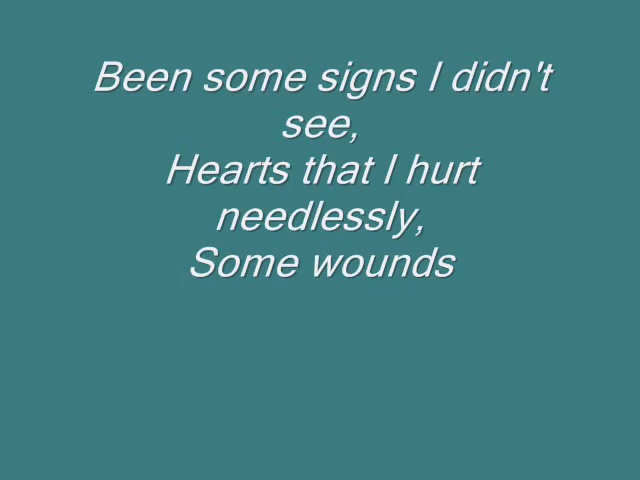 Been some signs I didn't
see,
Hearts that I hurt
needlessly,
Some wounds